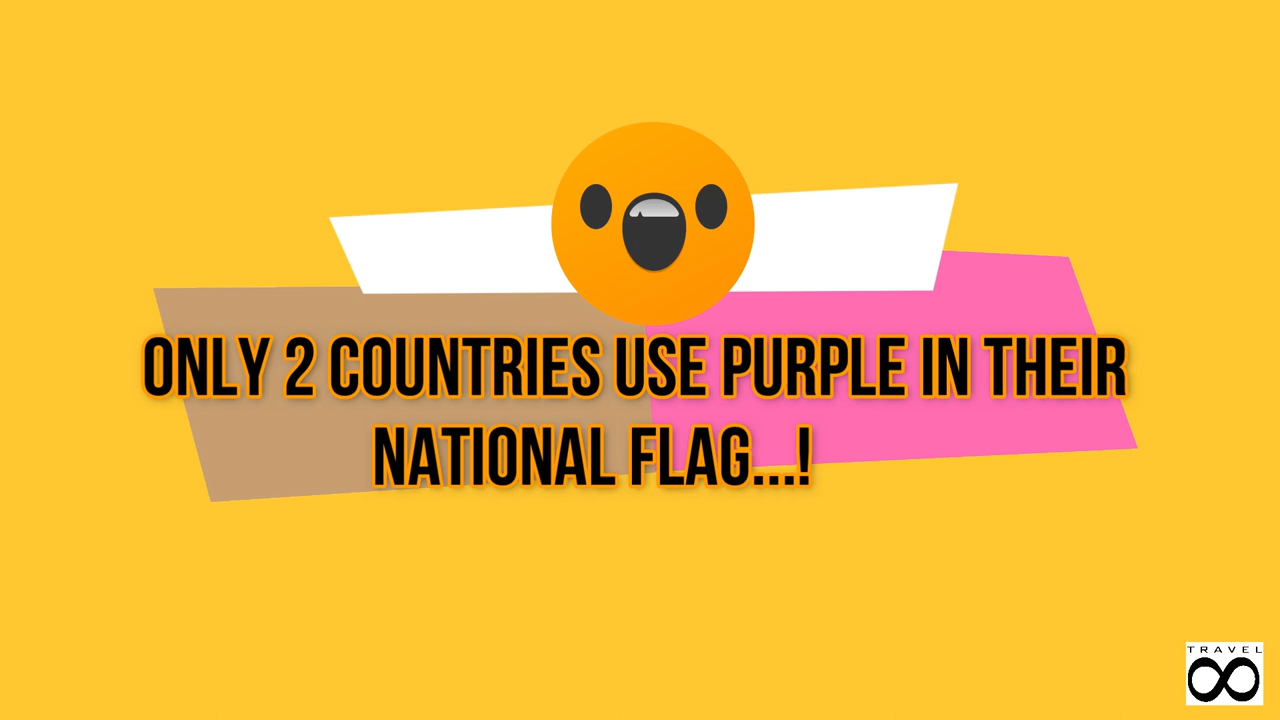 ONLY 2 COUNTRIES USE PURPLE IN THEIR
NATIONAL FLAG...!
TRAVEL